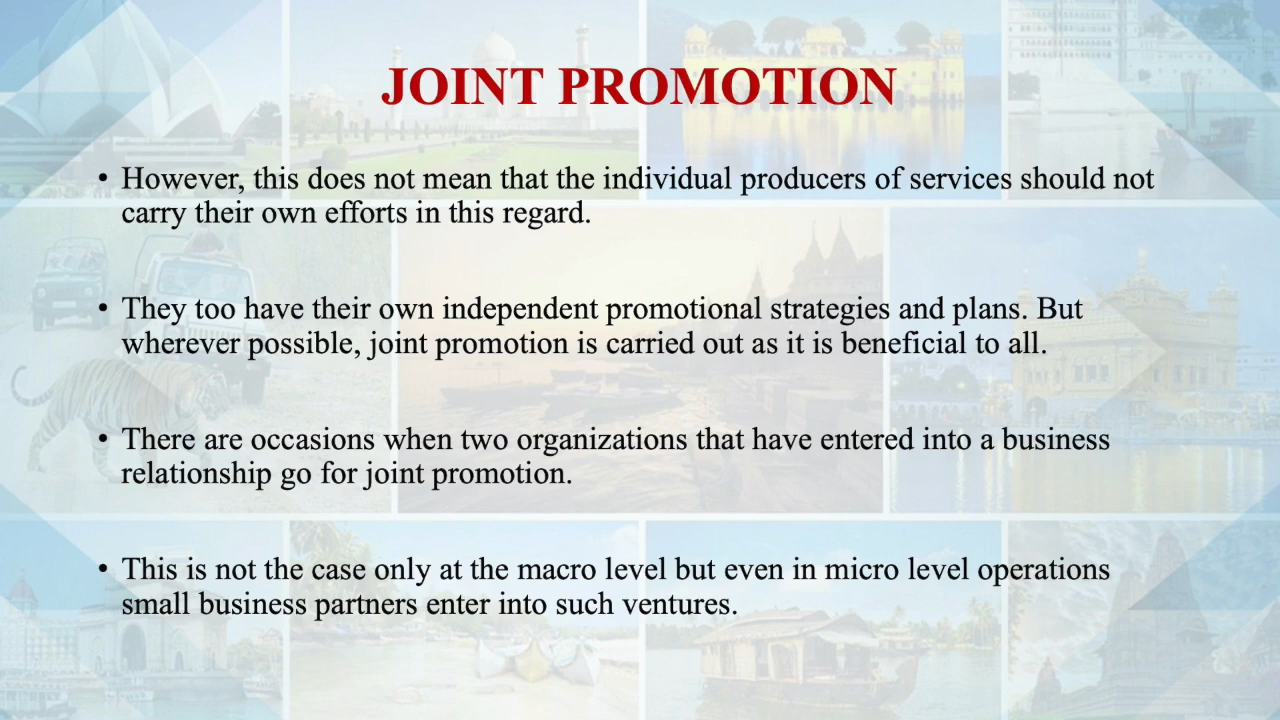 JOINT PROMOTION
• However, this does not mean that the individual producers of services should not
carry their own efforts in this regard.
• They too have their own independent promotional strategies and plans. But
wherever possible, joint promotion is carried out as it is beneficial to all.
• There are occasions when two organizations that have entered into a business
relationship go for joint promotion.
• This is not the case only at the macro level but even in micro level operations
small business partners enter into such ventures.